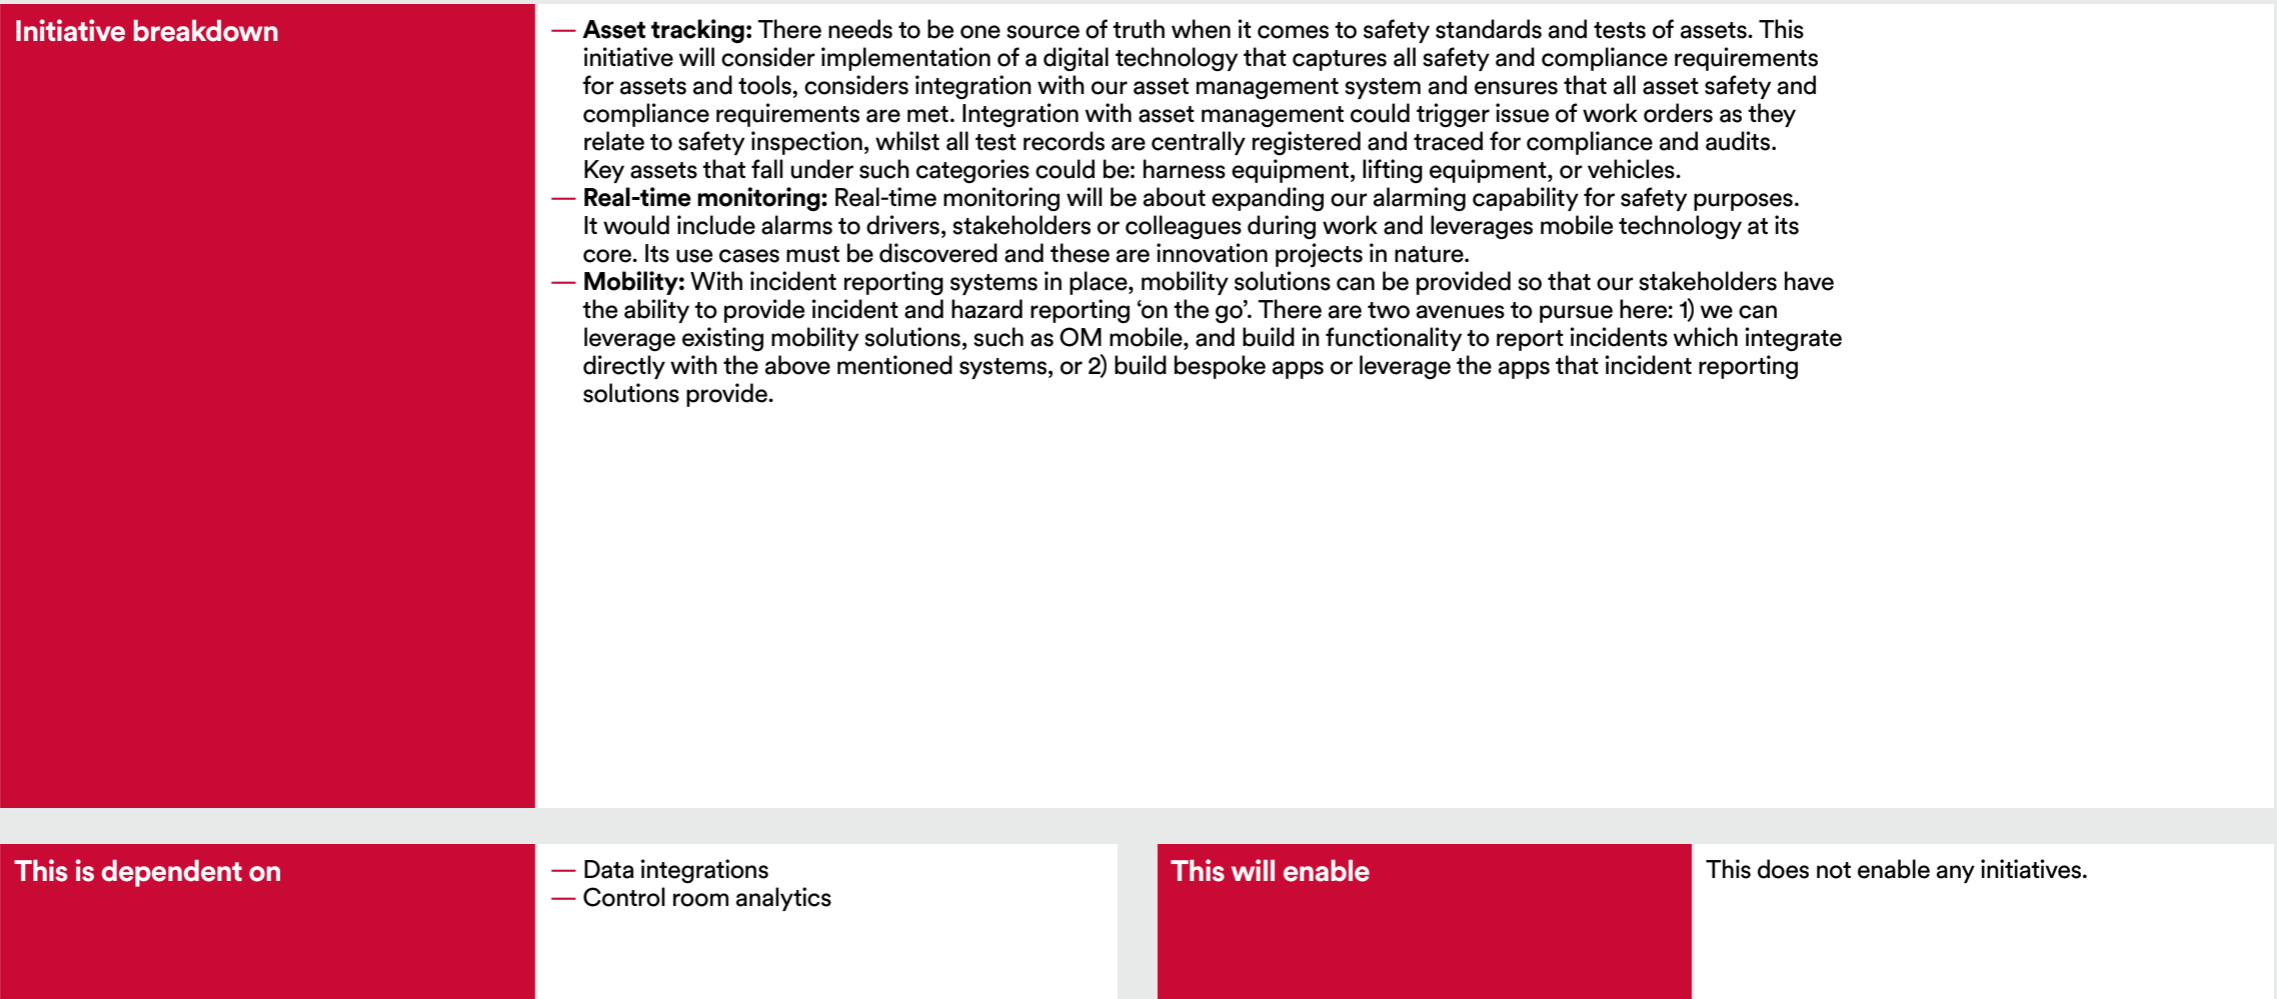 Initiative breakdown
— Asset tracking: There needs to be one source of truth when it comes to safety standards and tests of assets. This
initiative will consider implementation of a digital technology that captures all safety and compliance requirements
for assets and tools, considers integration with our asset management system and ensures that all asset safety and
compliance requirements are met. Integration with asset management could trigger issue of work orders as they
relate to safety inspection, whilst all test records are centrally registered and traced for compliance and audits.
Key assets that fall under such categories could be: harness equipment, lifting equipment, or vehicles.
— Real-time monitoring: Real-time monitoring will be about expanding our alarming capability for safety purposes.
It would include alarms to drivers, stakeholders or colleagues during work and leverages mobile technology at its
core. Its use cases must be discovered and these are innovation projects in nature.
— Mobility: With incident reporting systems in place, mobility solutions can be provided so that our stakeholders have
the ability to provide incident and hazard reporting ‘on the go’. There are two avenues to pursue here: 1) we can
leverage existing mobility solutions, such as OM mobile, and build in functionality to report incidents which integrate
directly with the above mentioned systems, or 2) build bespoke apps or leverage the apps that incident reporting
solutions provide.
This is dependent on
— Data integrations
— Control room analytics
This will enable
This does not enable any initiatives.